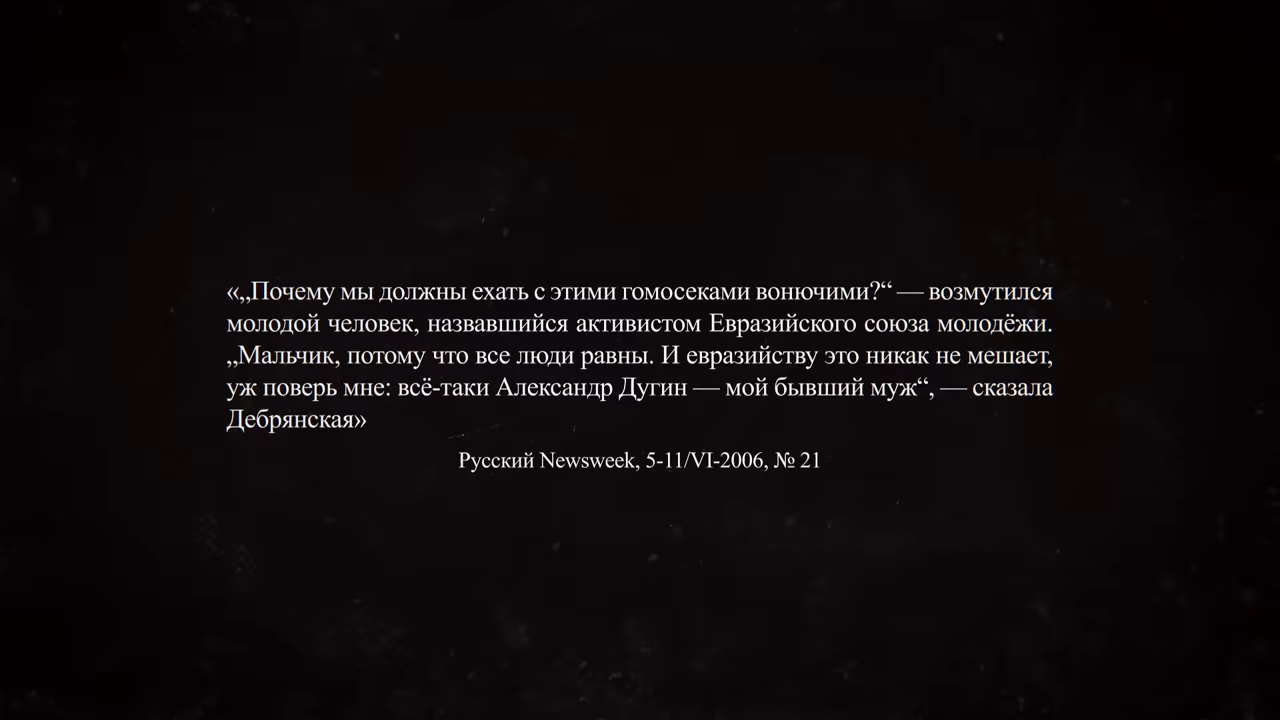 «„Почему мы должны ехать с этими гомосеками вонючими?“ — возмутился
молодой человек, назвавшийся активистом Евразийского союза молодёжи.
„Мальчик, потому что все люди равны. И евразийству это никак не мешает,
уж поверь мне: всё-таки Александр Дугин — мой бывший муж“, — сказала
Дебрянская»
Русский Newsweek, 5-11/VI-2006, № 21